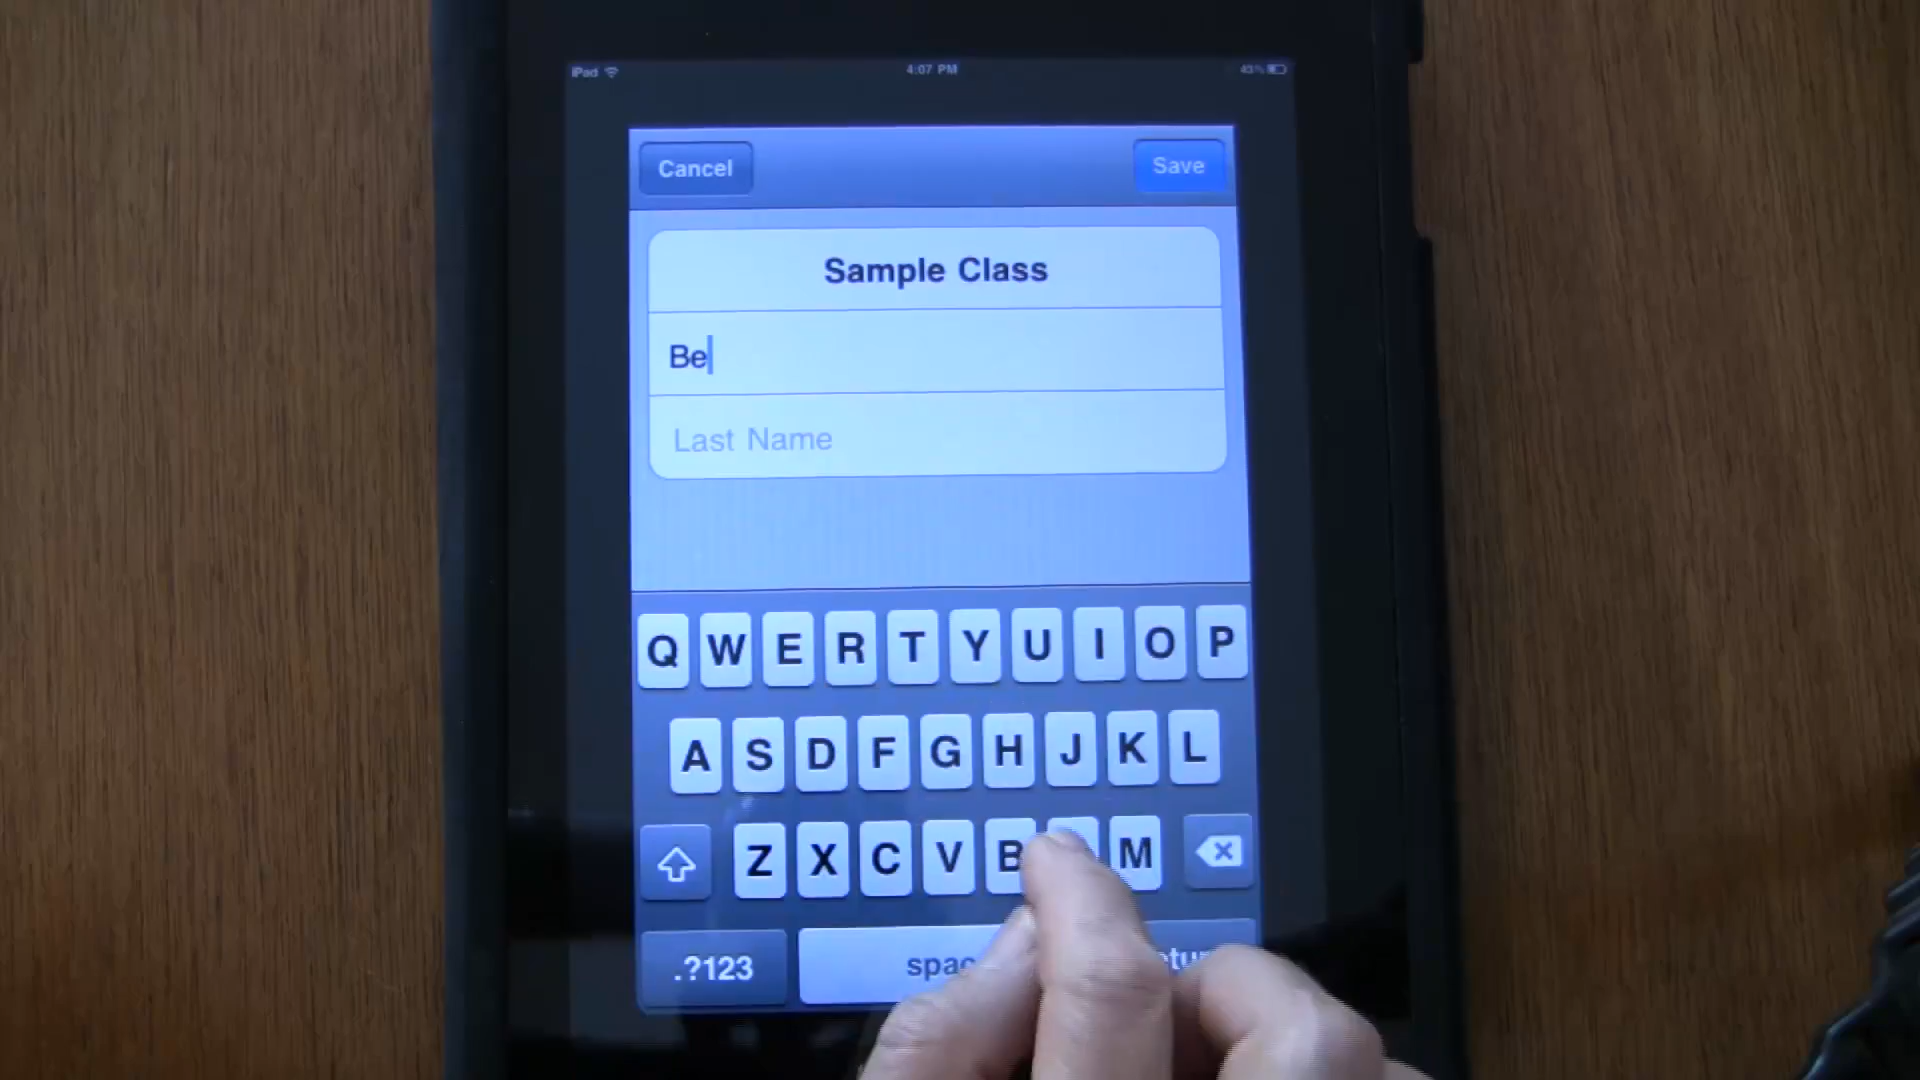 iPad 4:07 PM
Cancel Save
Sample Class
Be
Last Name
Q W E R T Y U I O P
A S D F G H J K L
Z X C V B M
.?123